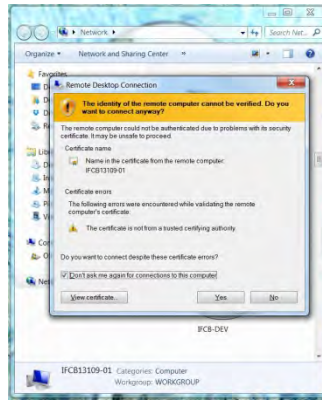 Network
Search Net...
Organize
Network and Sharing Center
Remote Desktop Connection
The identity of the remote computer cannot be verified. Do you
want to connect anyway?
The remote computer could not be authenticated due to problems with its security
certificate. It may be unsafe to proceed.
Certificate name
Name in the certificate from the remote computer:
IFCB13109-01
Certificate errors
The following errors were encountered while validating the remote
computer's certificate:
The certificate is not from a trusted certifying authority.
Do you want to connect despite these certificate errors?
Don't ask me again for connections to this computer
View certificate...
Yes
No
IFCB-DEV
IFCB13109-01 Categories: Computer
Workgroup: WORKGROUP